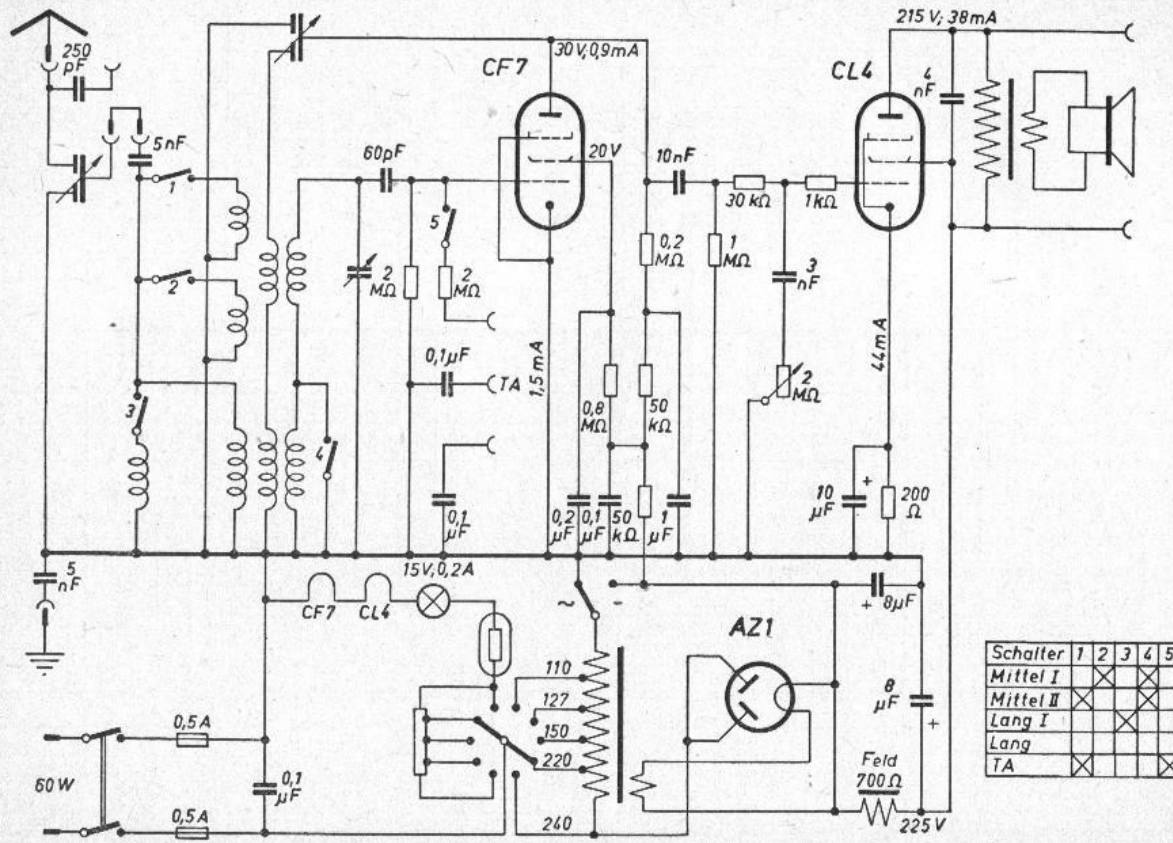 250 pF
5nF
1
2
3
4
5
60pF
2 MΩ
2 MΩ
0,1µF
TA
0,1 µF
CF7
30V,0,9mA
20V
1,5mA
10nF
0,2 MΩ
0,8 MΩ
50 kΩ
0,2 µF
0,1 µF
50 kΩ
1 µF
1 MΩ
30 kΩ
1kΩ
3 nF
2 MΩ
CL4
215 V; 38mA
4 nF
44mA
10 µF
+
200 Ω
5 nF
15V,0,2A
CF7
CL4
~
-
110
127
150
220
240
AZ1
+
8µF
8 µF
+
Feld
700Ω
225V
0,5A
60W
0,5A
0,1 µF
Schalter 1 2 3 4 5
Mittel I X X
Mittel II X X
Lang I X
Lang
TA X X